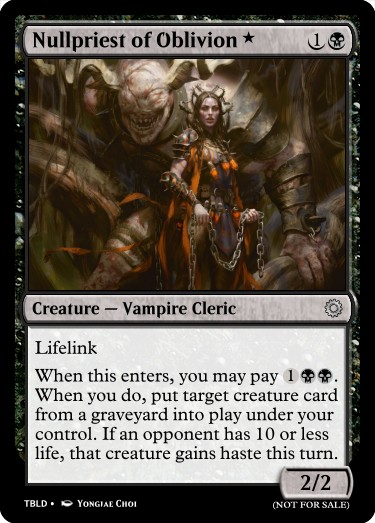 Nullpriest of Oblivion ★ 1
Creature — Vampire Cleric
Lifelink
When this enters, you may pay 1.
When you do, put target creature card
from a graveyard into play under your
control. If an opponent has 10 or less
life, that creature gains haste this turn.
2/2
TBLD • Yongjae Choi
(NOT FOR SALE)